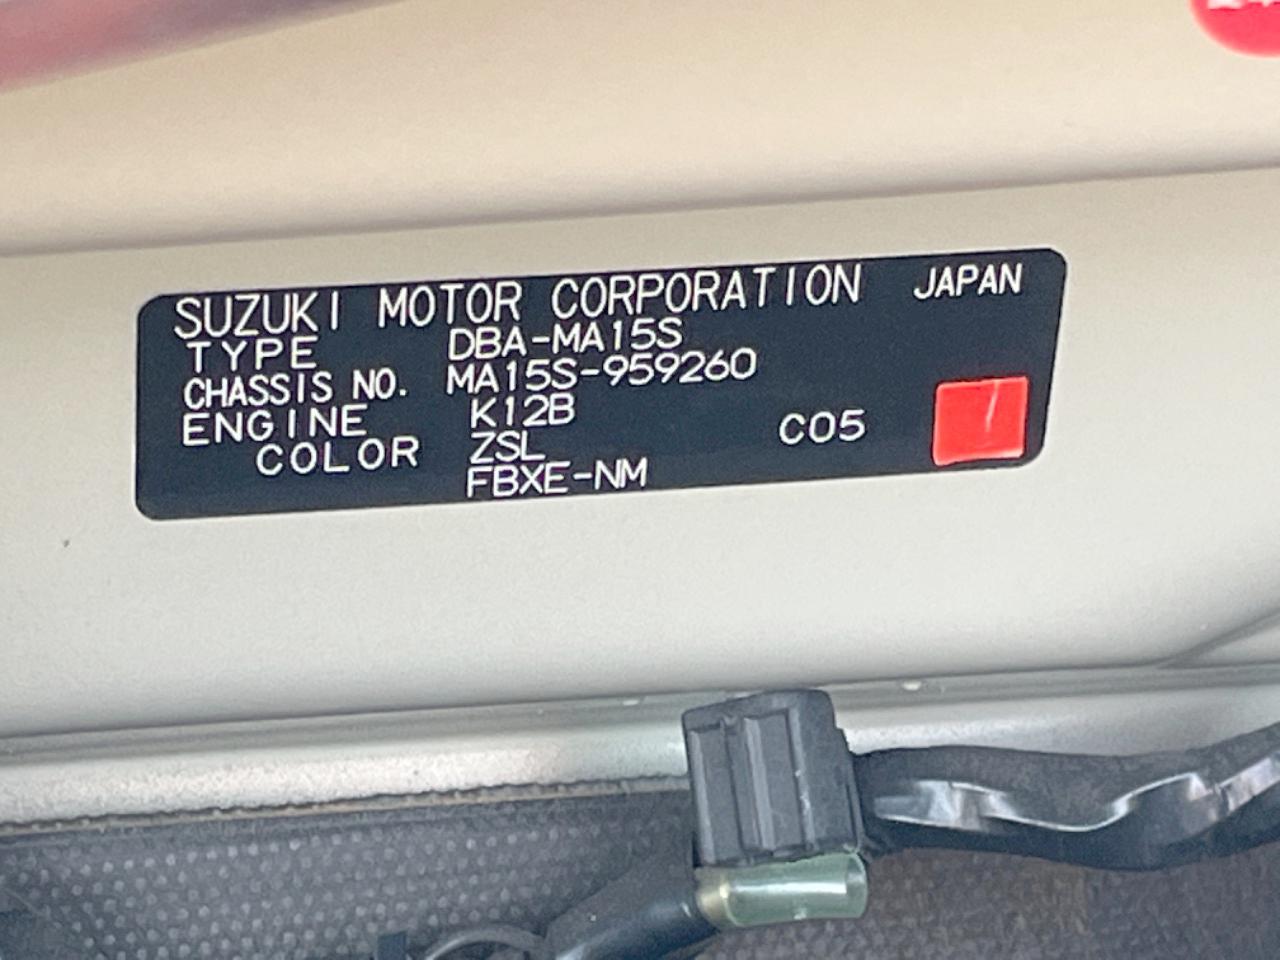 SUZUKI MOTOR CORPORATION JAPAN
TYPE DBA-MA15S
CHASSIS NO. MA15S-959260
ENGINE K12B
COLOR ZSL C05
FBXE-NM